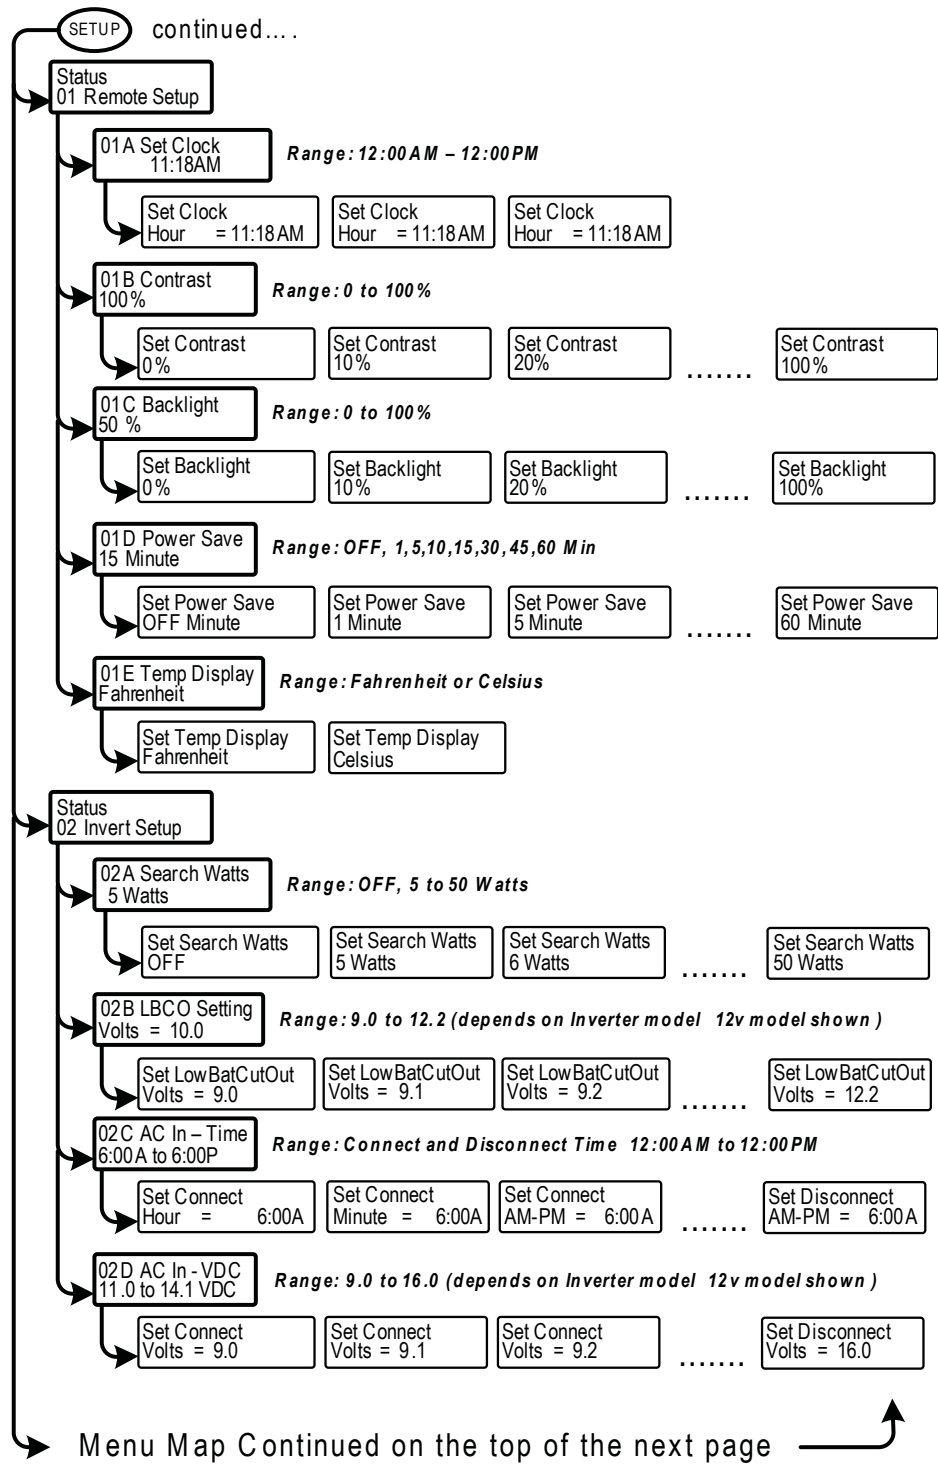 SETUP continued....
Status
01 Remote Setup
01A Set Clock
11:18AM
Range: 12:00AM – 12:00PM
Set Clock
Hour = 11:18AM
Set Clock
Hour = 11:18AM
Set Clock
Hour = 11:18AM
01B Contrast
100%
Range: 0 to 100%
Set Contrast
0%
Set Contrast
10%
Set Contrast
20%
.......
Set Contrast
100%
01C Backlight
50 %
Range: 0 to 100%
Set Backlight
0%
Set Backlight
10%
Set Backlight
20%
.......
Set Backlight
100%
01D Power Save
15 Minute
Range: OFF, 1,5,10,15,30,45,60 Min
Set Power Save
OFF Minute
Set Power Save
1 Minute
Set Power Save
5 Minute
.......
Set Power Save
60 Minute
01E Temp Display
Fahrenheit
Range: Fahrenheit or Celsius
Set Temp Display
Fahrenheit
Set Temp Display
Celsius
Status
02 Invert Setup
02A Search Watts
5 Watts
Range: OFF, 5 to 50 Watts
Set Search Watts
OFF
Set Search Watts
5 Watts
Set Search Watts
6 Watts
.......
Set Search Watts
50 Watts
02B LBCO Setting
Volts = 10.0
Range: 9.0 to 12.2 (depends on Inverter model 12v model shown )
Set LowBatCutOut
Volts = 9.0
Set LowBatCutOut
Volts = 9.1
Set LowBatCutOut
Volts = 9.2
.......
Set LowBatCutOut
Volts = 12.2
02C AC In – Time
6:00A to 6:00P
Range: Connect and Disconnect Time 12:00AM to 12:00PM
Set Connect
Hour = 6:00A
Set Connect
Minute = 6:00A
Set Connect
AM-PM = 6:00A
.......
Set Disconnect
AM-PM = 6:00A
02D AC In - VDC
11.0 to 14.1 VDC
Range: 9.0 to 16.0 (depends on Inverter model 12v model shown )
Set Connect
Volts = 9.0
Set Connect
Volts = 9.1
Set Connect
Volts = 9.2
.......
Set Disconnect
Volts = 16.0
Menu Map Continued on the top of the next page